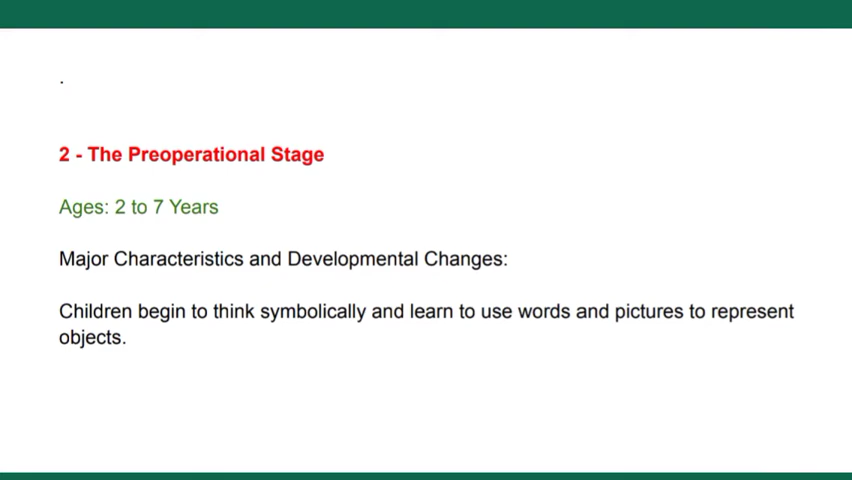 .
2 - The Preoperational Stage
Ages: 2 to 7 Years
Major Characteristics and Developmental Changes:
Children begin to think symbolically and learn to use words and pictures to represent
objects.